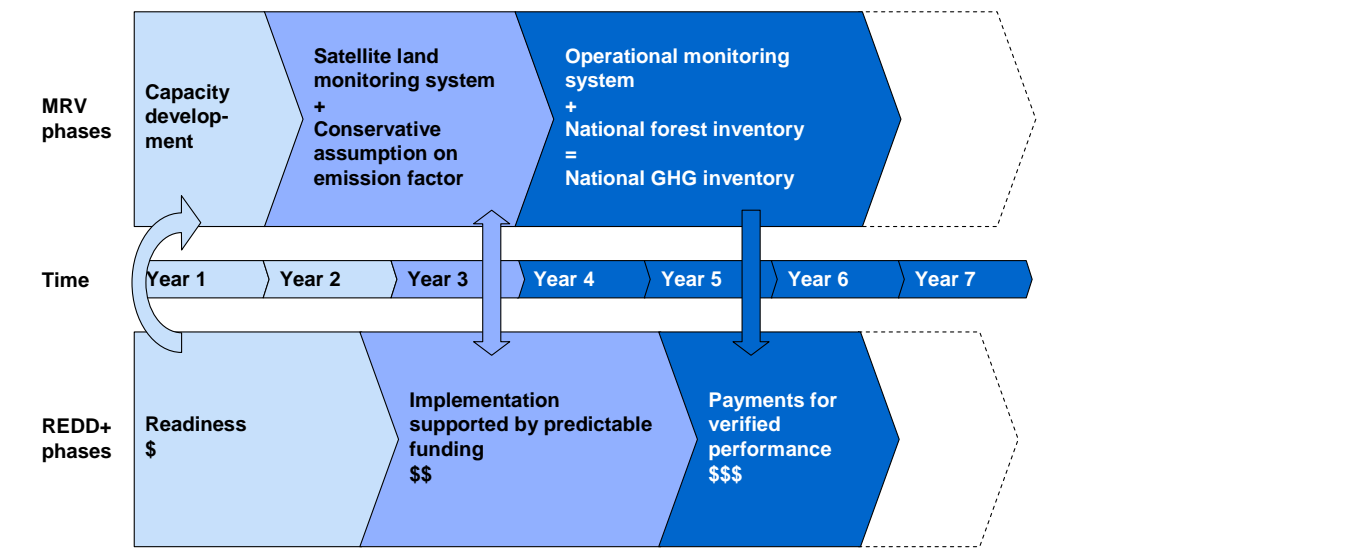 MRV
phases
Capacity
develop-
ment
Satellite land
monitoring system
+
Conservative
assumption on
emission factor
Operational monitoring
system
+
National forest inventory
=
National GHG inventory
Time
Year 1
Year 2
Year 3
Year 4
Year 5
Year 6
Year 7
REDD+
phases
Readiness
$
Implementation
supported by predictable
funding
$$
Payments for
verified
performance
$$$